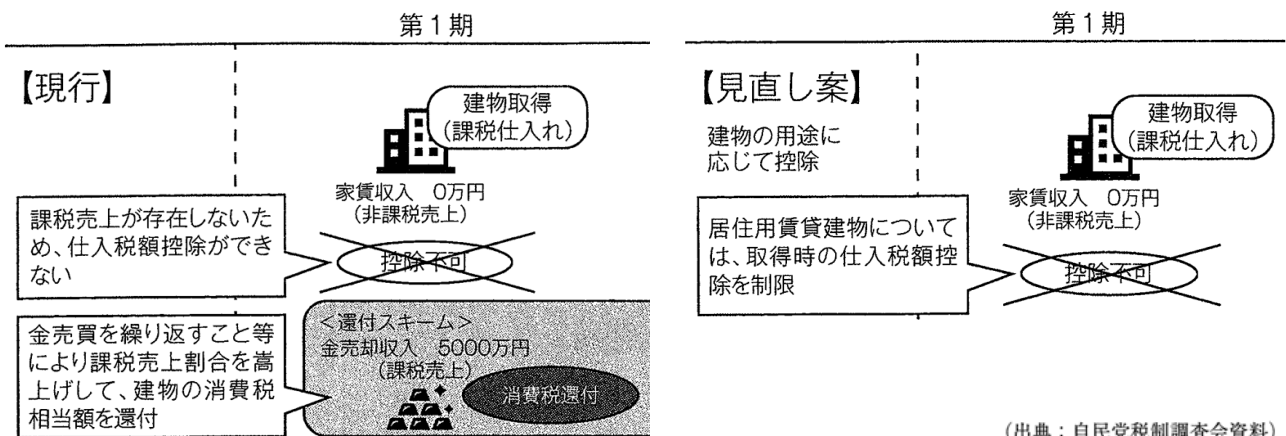 第1期
【現行】
建物取得
(課税仕入れ)
家賃収入 0万円
(非課税売上)
課税売上が存在しないた
め、仕入税額控除ができ
ない
控除不可
金売買を繰り返すこと等
により課税売上割合を嵩
上げして、建物の消費税
相当額を還付
<還付スキーム>
金売却収入 5000万円
(課税売上)
消費税還付
第1期
【見直し案】
建物の用途に
応じて控除
建物取得
(課税仕入れ)
家賃収入 0万円
(非課税売上)
居住用賃貸建物について
は、取得時の仕入税額控
除を制限
控除不可
(出典:自民党税制調査会資料)